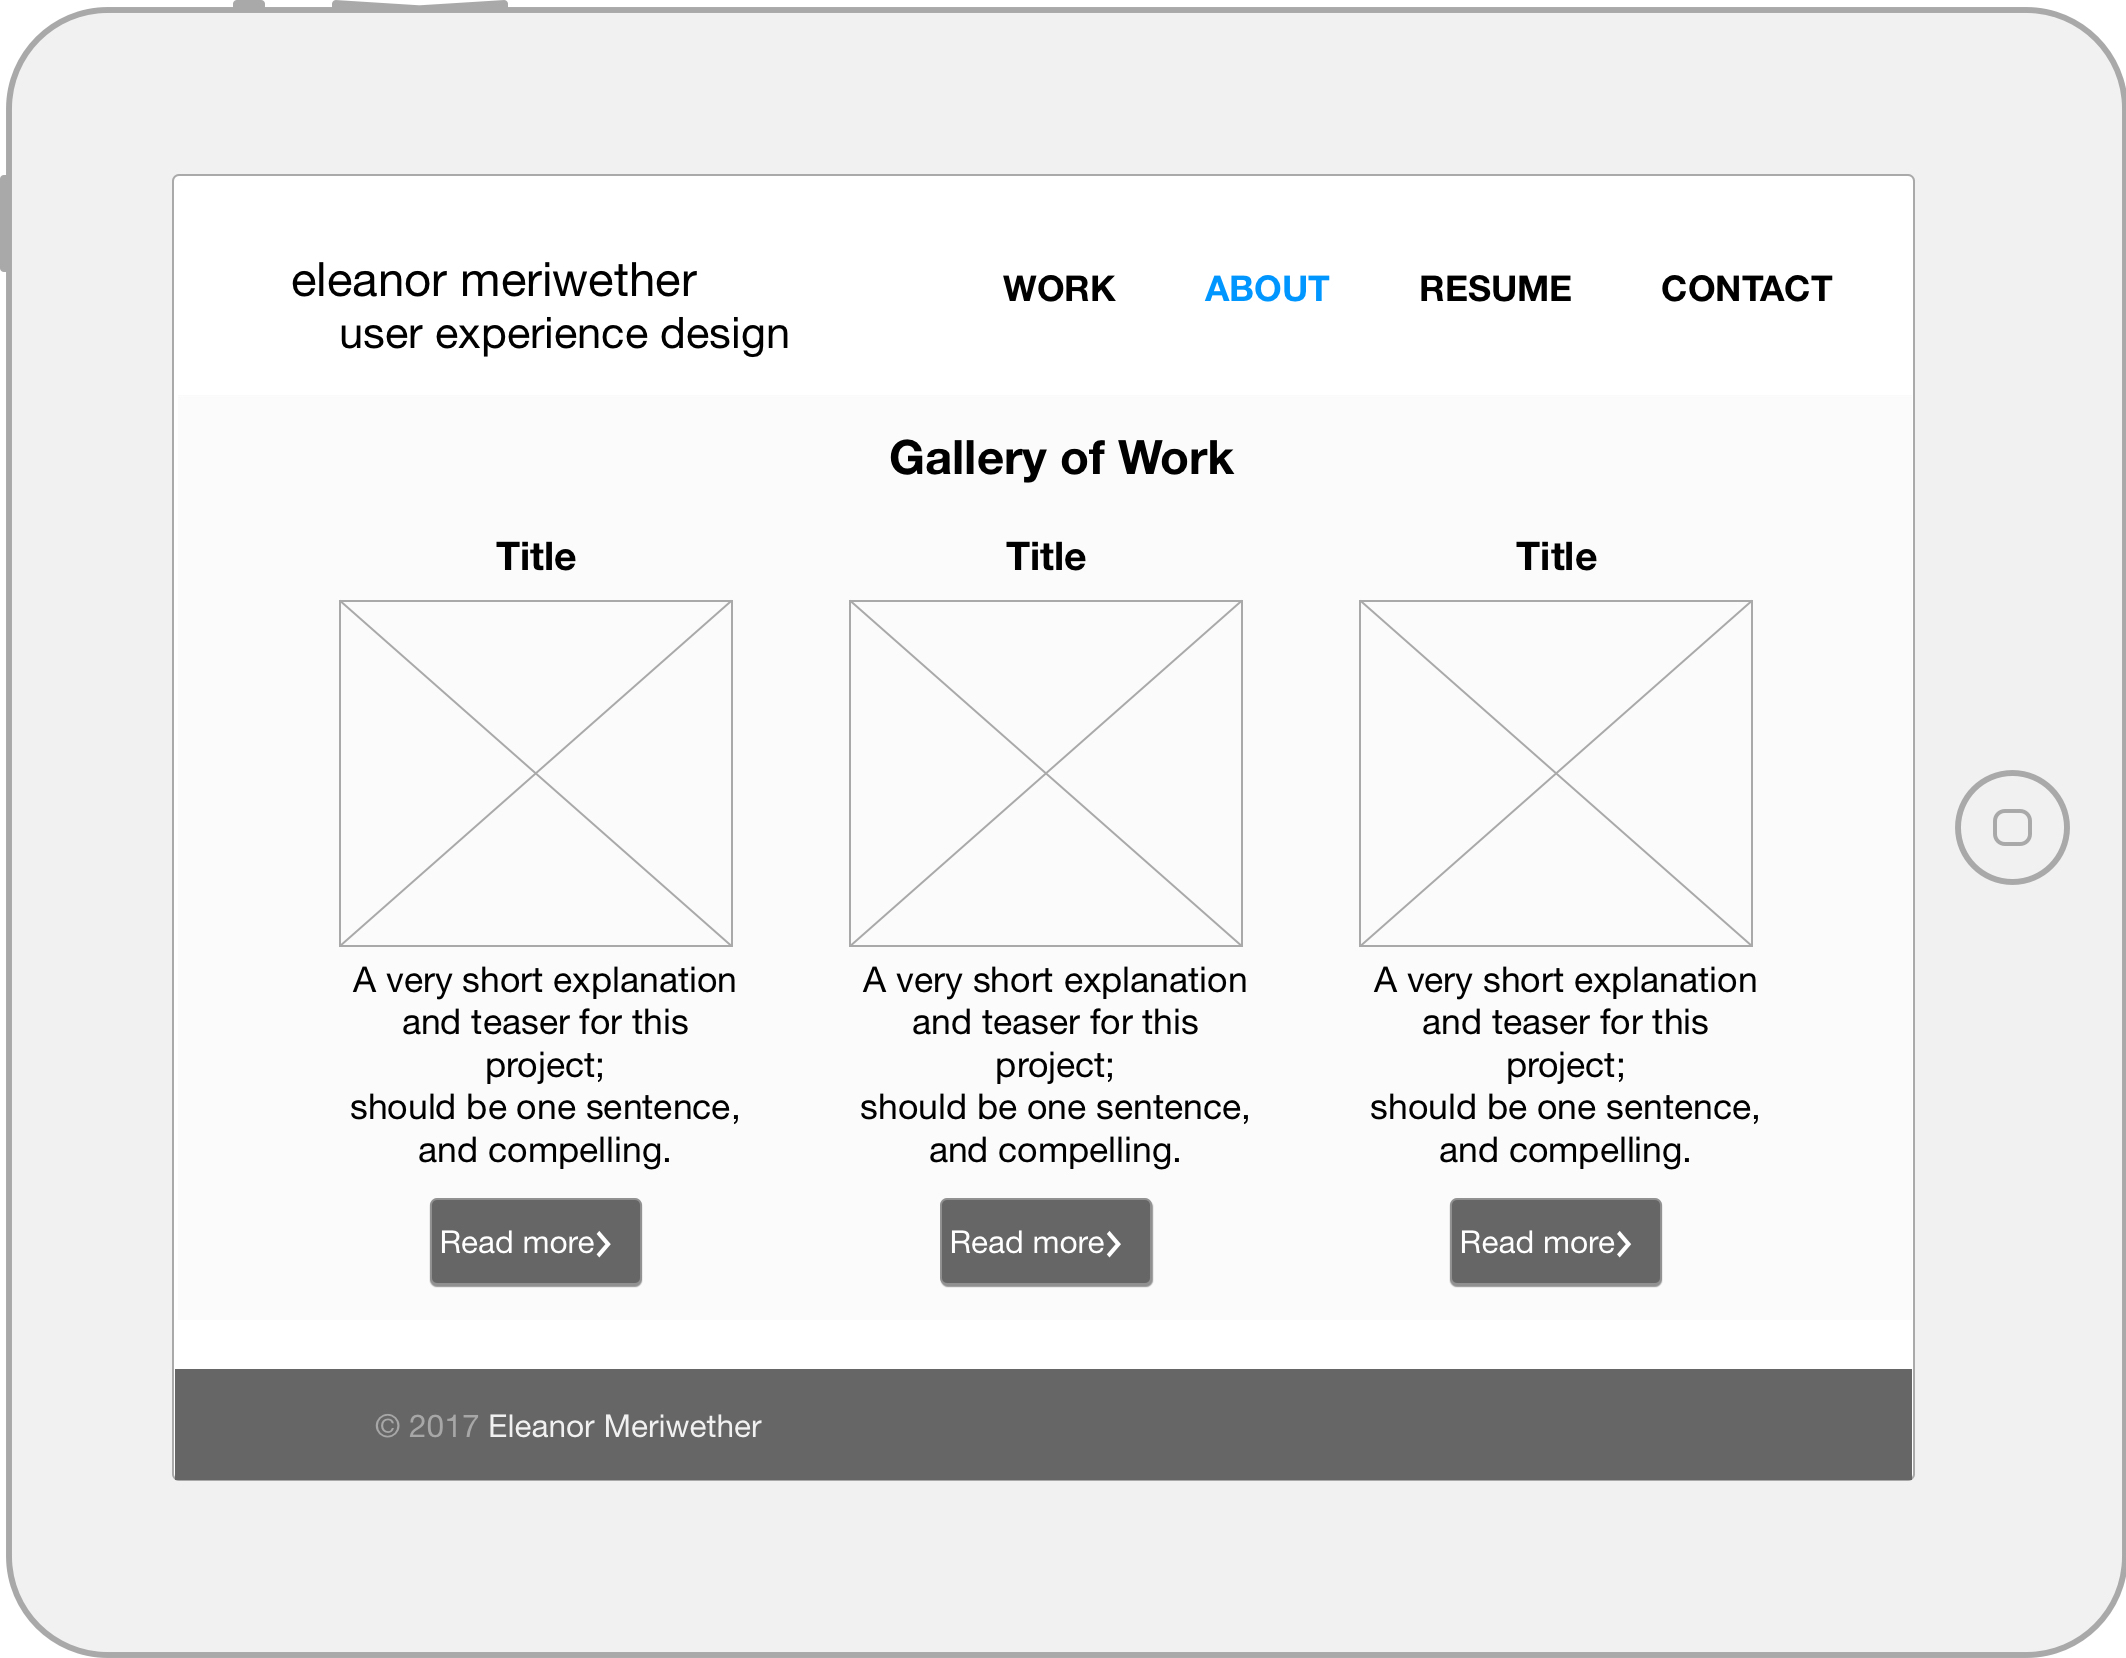 eleanor meriwether
user experience design
WORK ABOUT RESUME CONTACT
Gallery of Work
Title Title Title
A very short explanation
and teaser for this
project;
should be one sentence,
and compelling.
A very short explanation
and teaser for this
project;
should be one sentence,
and compelling.
A very short explanation
and teaser for this
project;
should be one sentence,
and compelling.
Read more Read more Read more
© 2017 Eleanor Meriwether